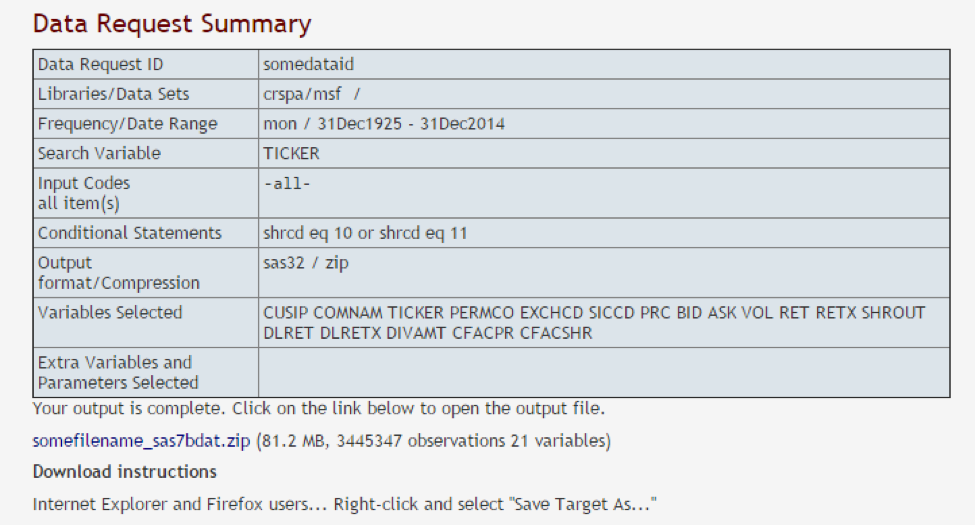 Data Request Summary
Data Request ID somedataid
Libraries/Data Sets crspa/msf /
Frequency/Date Range mon / 31Dec1925 - 31Dec2014
Search Variable TICKER
Input Codes -all-
all item(s)
Conditional Statements shrcd eq 10 or shrcd eq 11
Output sas32 / zip
format/Compression
Variables Selected CUSIP COMNAM TICKER PERMCO EXCHCD SICCD PRC BID ASK VOL RET RETX SHROUT
DLRET DLRETX DIVAMT CFACPR CFACSHR
Extra Variables and
Parameters Selected
Your output is complete. Click on the link below to open the output file.
somefilename_sas7bdat.zip (81.2 MB, 3445347 observations 21 variables)
Download instructions
Internet Explorer and Firefox users... Right-click and select "Save Target As..."